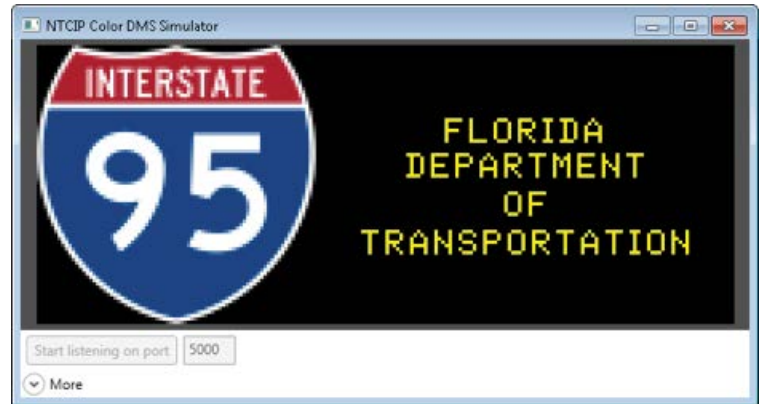 NTCIP Color DMS Simulator
INTERSTATE
95
FLORIDA
DEPARTMENT
OF
TRANSPORTATION
Start listening on port 5000
More